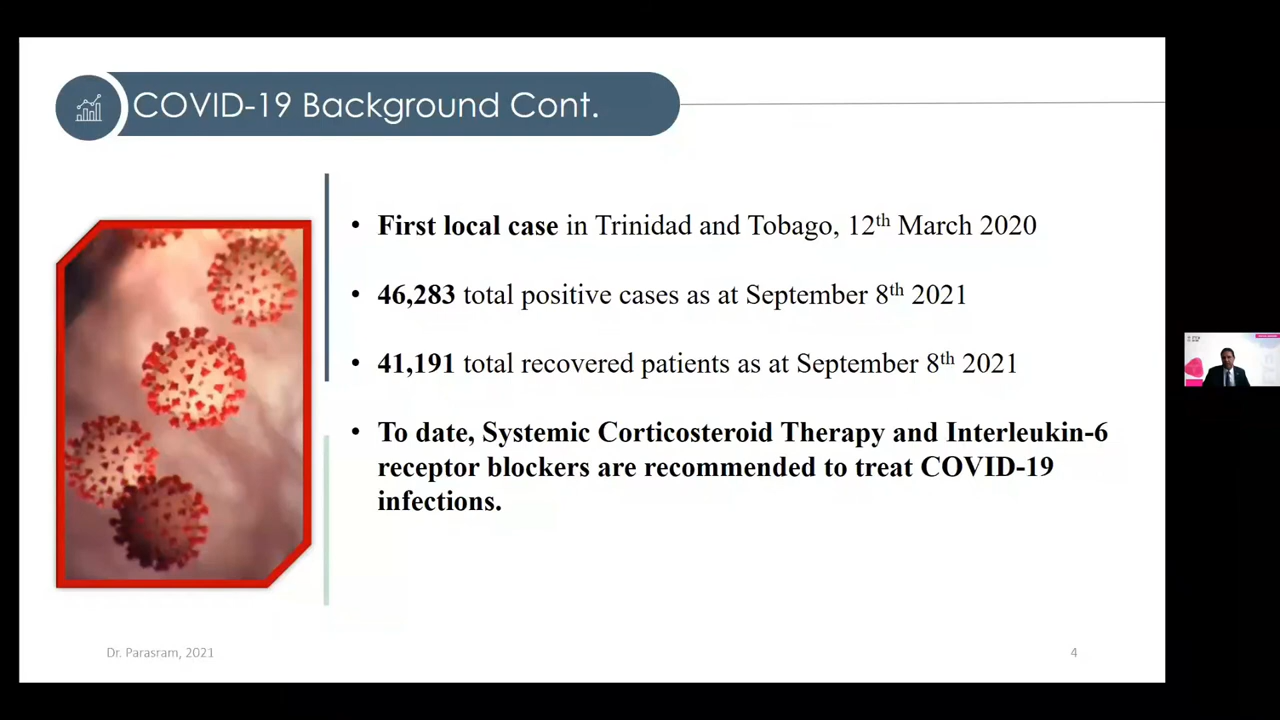 COVID-19 Background Cont.
• First local case in Trinidad and Tobago, 12th March 2020
• 46,283 total positive cases as at September 8th 2021
• 41,191 total recovered patients as at September 8th 2021
• To date, Systemic Corticosteroid Therapy and Interleukin-6
receptor blockers are recommended to treat COVID-19
infections.
Dr. Parasram, 2021
4